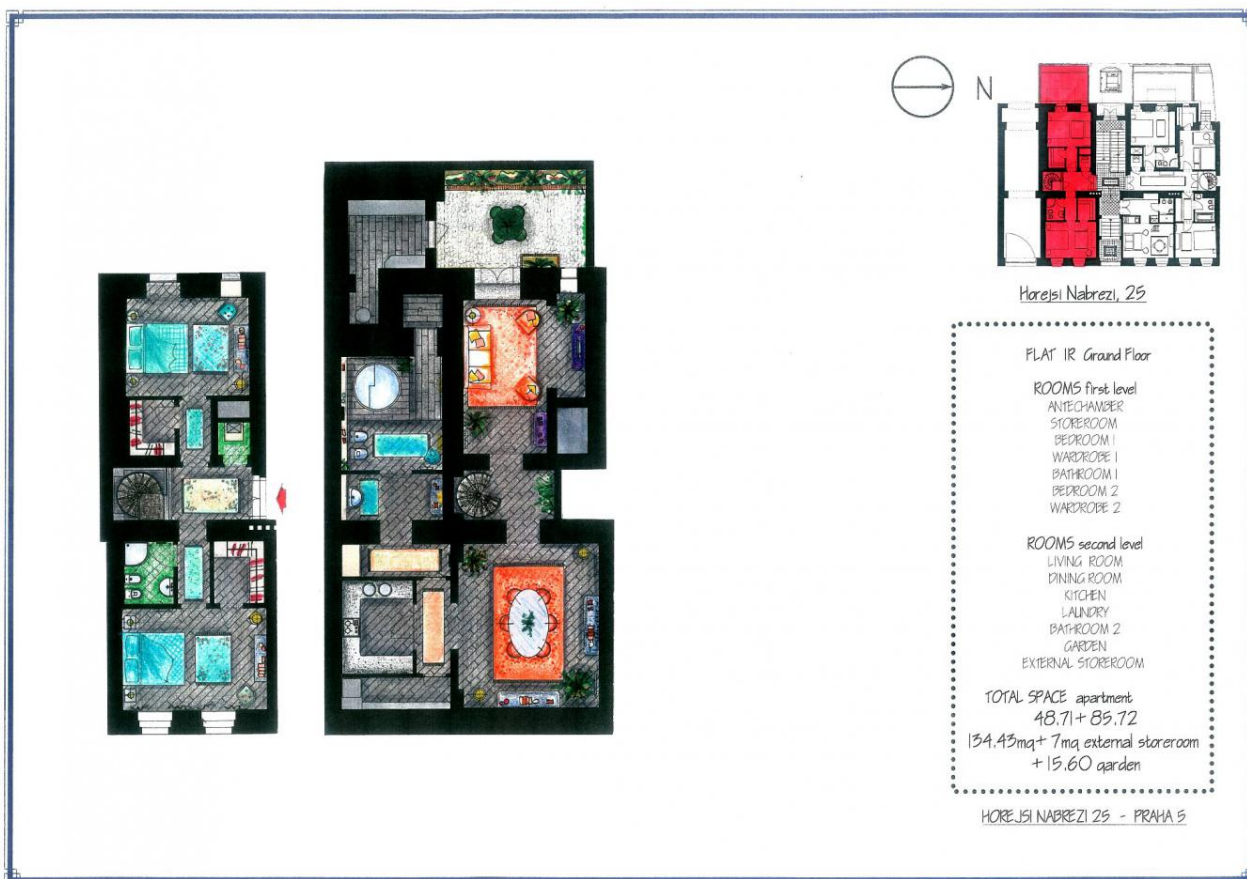 N
Horejsi Nabrezi, 25
FLAT 1R Ground Floor
ROOMS first level
ANTECHAMBER
STOREROOM
BEDROOM 1
WARDROBE 1
BATHROOM 1
BEDROOM 2
WARDROBE 2
ROOMS second level
LIVING ROOM
DINING ROOM
KITCHEN
LAUNDRY
BATHROOM 2
GARDEN
EXTERNAL STOREROOM
TOTAL SPACE apartment
48.71+ 85.72
134.43mq+ 7mq external storeroom
+ 15.60 garden
HOREJSI NABREZI 25 - PRAHA 5